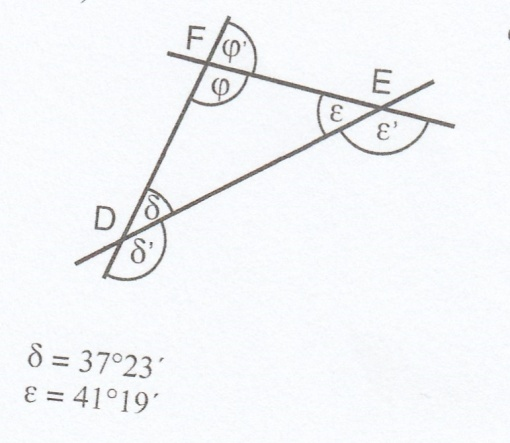 F
φ'
E
φ
ε
ε'
D
δ
δ'
δ = 37°23´
ε = 41°19´